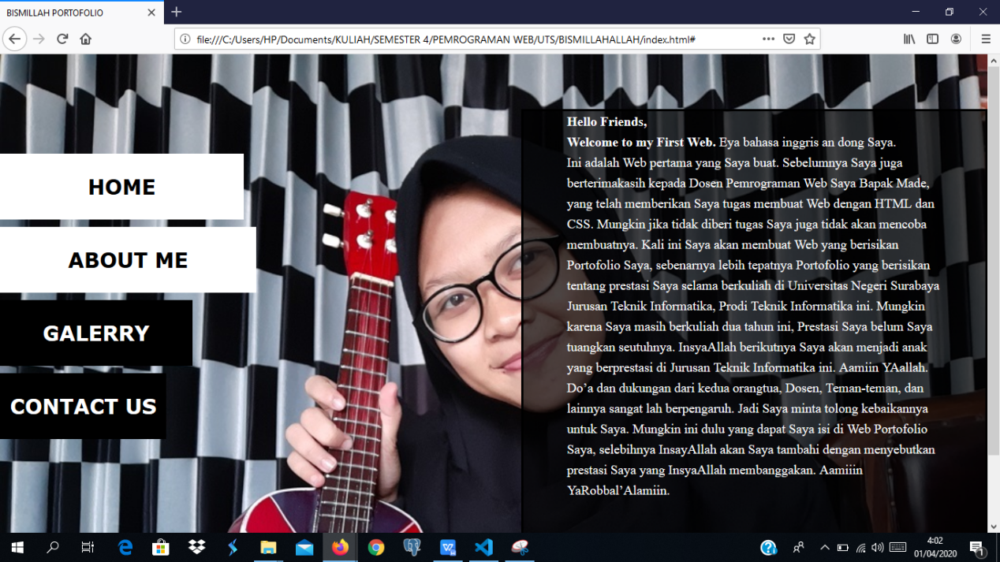 BISMILLAH PORTOFOLIO
file:///C:/Users/HP/Documents/KULIAH/SEMESTER 4/PEMROGRAMAN WEB/UTS/BISMILLAHALLAH/index.html#
HOME
ABOUT ME
GALERRY
CONTACT US
Hello Friends,
Welcome to my First Web. Eya bahasa inggris an dong Saya.
Ini adalah Web pertama yang Saya buat. Sebelumnya Saya juga
berterimakasih kepada Dosen Pemrograman Web Saya Bapak Made,
yang telah memberikan Saya tugas membuat Web dengan HTML dan
CSS. Mungkin jika tidak diberi tugas Saya juga tidak akan mencoba
membuatnya. Kali ini Saya akan membuat Web yang berisikan
Portofolio Saya, sebenarnya lebih tepatnya Portofolio yang berisikan
tentang prestasi Saya selama berkuliah di Universitas Negeri Surabaya
Jurusan Teknik Informatika, Prodi Teknik Informatika ini. Mungkin
karena Saya masih berkuliah dua tahun ini, Prestasi Saya belum Saya
tuangkan seutuhnya. InsyaAllah berikutnya Saya akan menjadi anak
yang berprestasi di Jurusan Teknik Informatika ini. Aamiin YAallah.
Do’a dan dukungan dari kedua orangtua, Dosen, Teman-teman, dan
lainnya sangat lah berpengaruh. Jadi Saya minta tolong kebaikannya
untuk Saya. Mungkin ini dulu yang dapat Saya isi di Web Portofolio
Saya, selebihnya InsayAllah akan Saya tambahi dengan menyebutkan
prestasi Saya yang InsyaAllah membanggakan. Aamiiin
YaRobbal’Alamiin.
4:02
01/04/2020
1